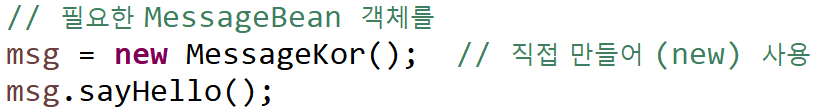 // 필요한 MessageBean 객체를
msg = new MessageKor();  // 직접 만들어 (new) 사용
msg.sayHello();